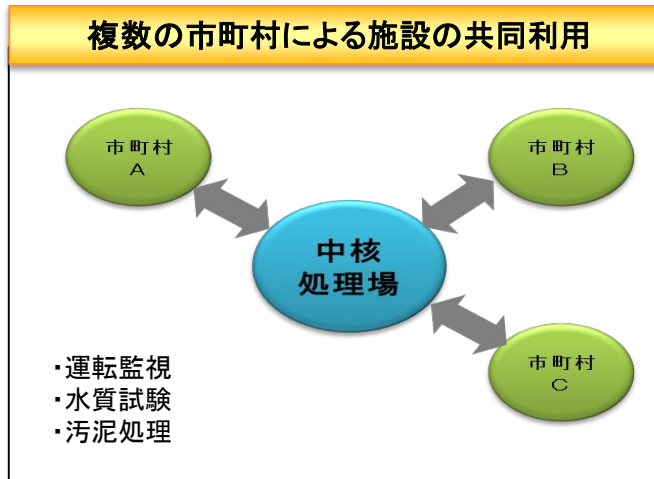 複数の市町村による施設の共同利用
市町村
A
市町村
B
中核
処理場
市町村
C
・運転監視
・水質試験
・汚泥処理